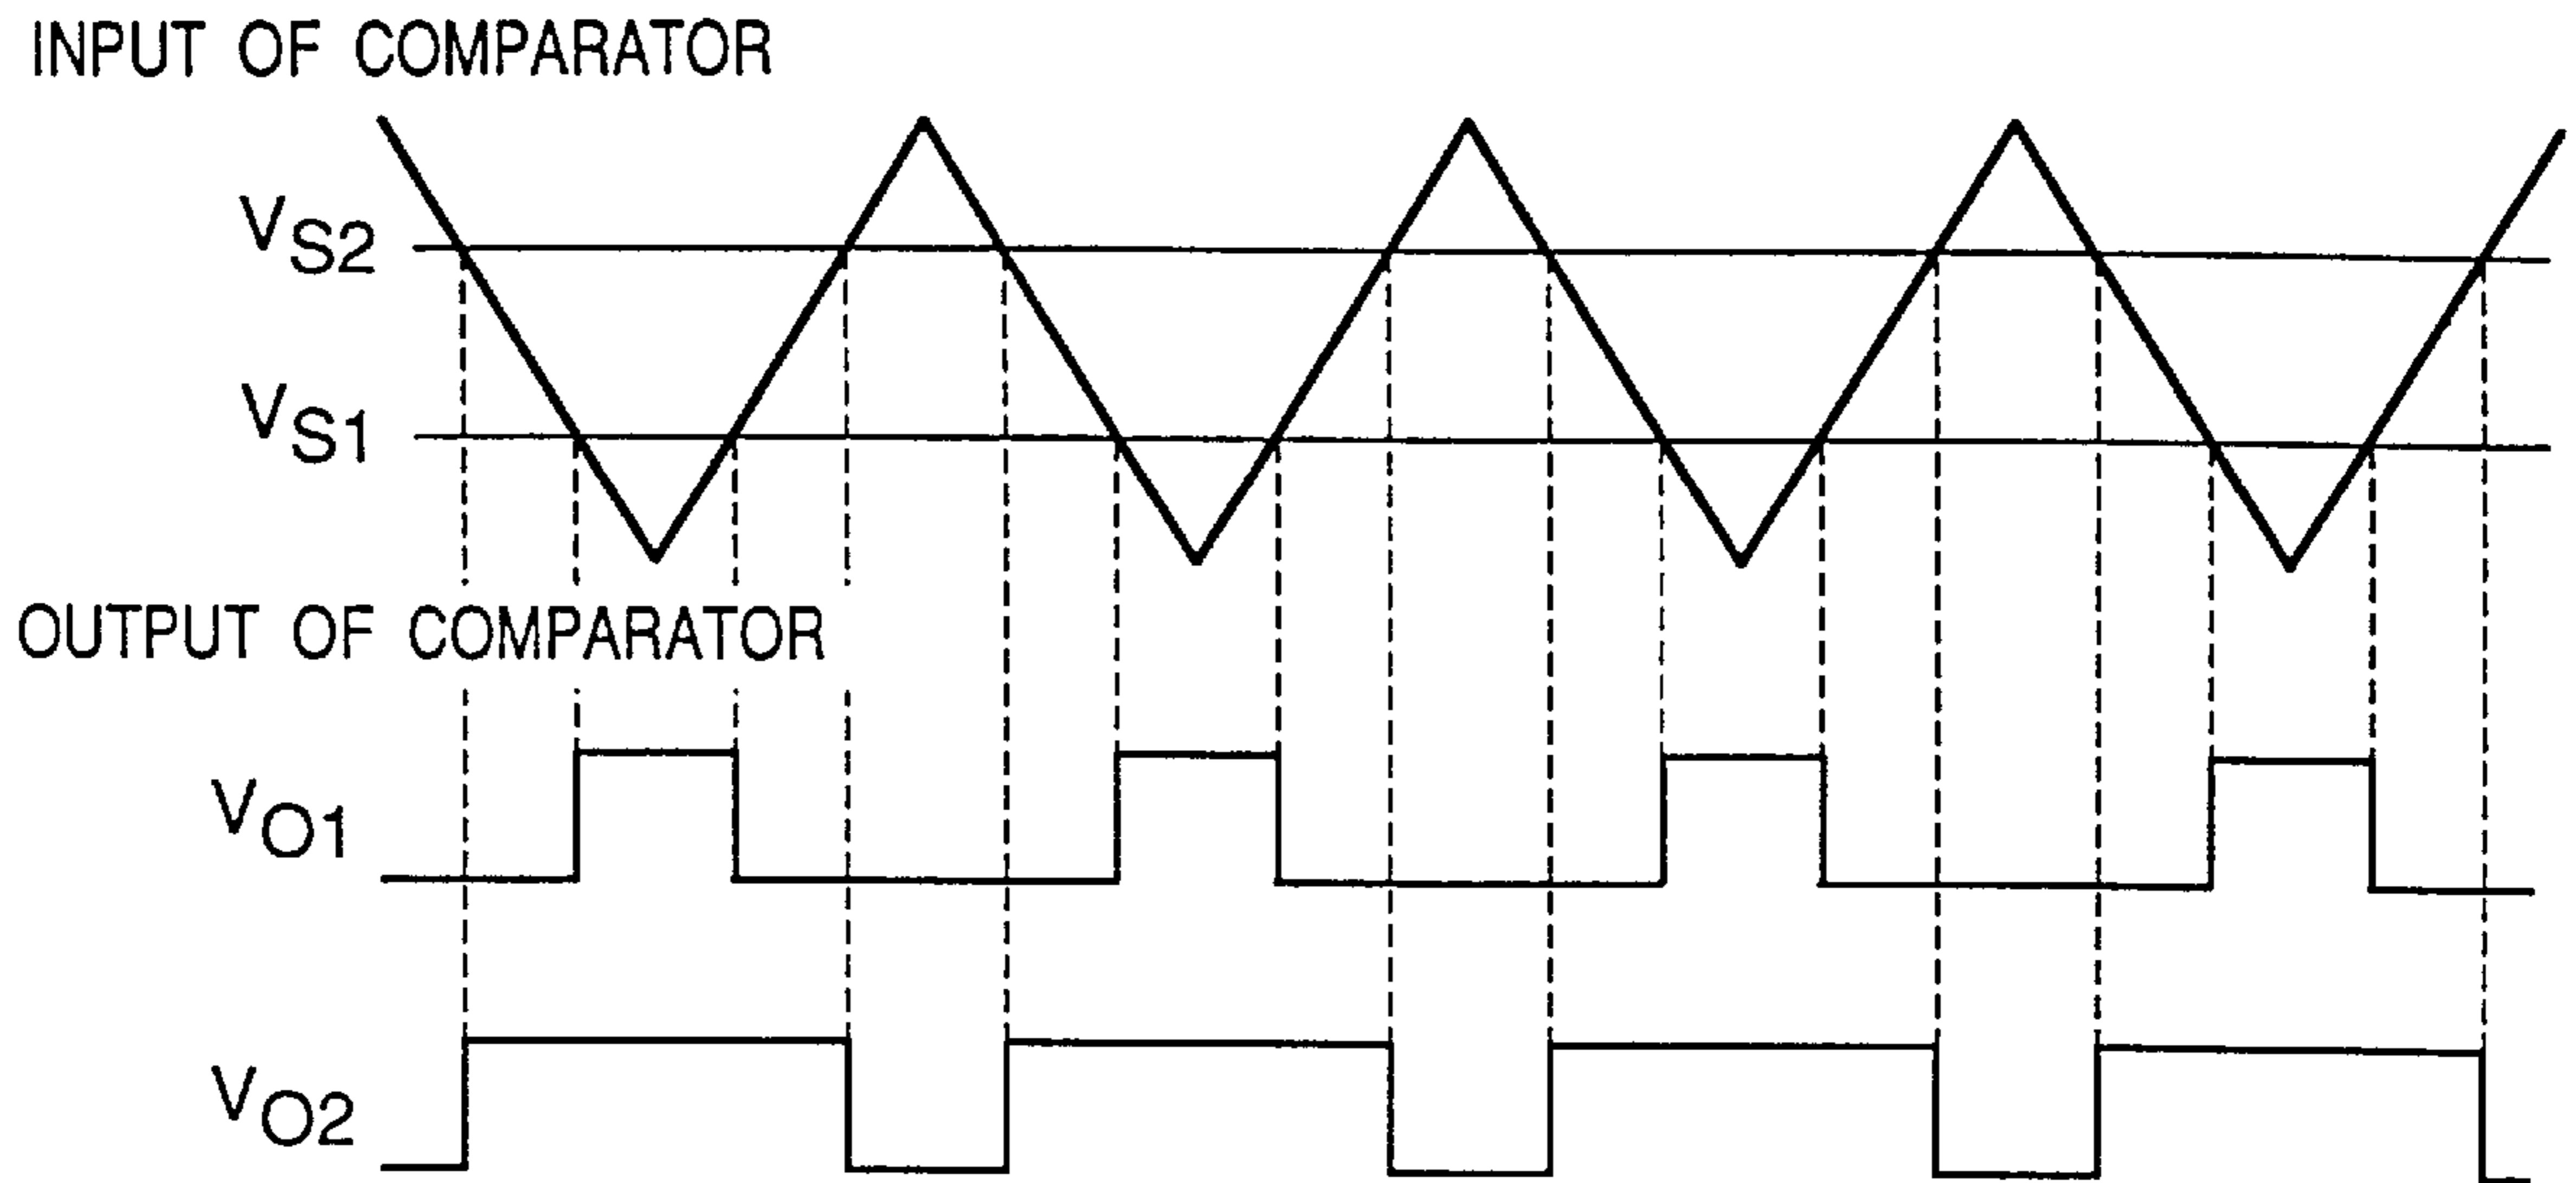 INPUT OF COMPARATOR
VS2
VS1
OUTPUT OF COMPARATOR
VO1
VO2